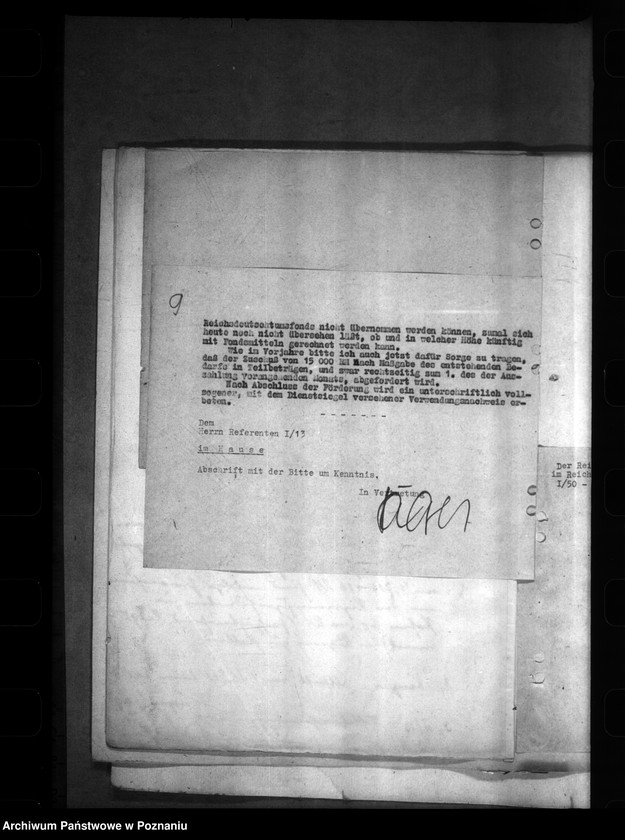 9
Reichsdeutschtumsfonds nicht übernommen werden können, zumal sich
heute noch nicht übersehen läßt, ob und in welcher Höhe künftig
mit Fondsmitteln gerechnet werden kann.
Wie im Vorjahre bitte ich auch jetzt dafür Sorge zu tragen,
daß der Zuschuß von 15 000 RM nach Maßgabe des entstehenden Be-
darfs in Teilbeträgen, und zwar rechtzeitig zum 1. des der Aus-
zahlung vorangehenden Monats, abgefordert wird.
Nach Abschluss der Förderung wird ein unterschriftlich voll-
zogener, mit dem Dienstsiegel versehener Verwendungsnachweis er-
beten.
- - - - - - -
Dem
Herrn Referenten I/13
im H a u s e
Abschrift mit der Bitte um Kenntnis.
In Vertretung
Der Rei
im Reich
I/50 -
Archiwum Państwowe w Poznaniu